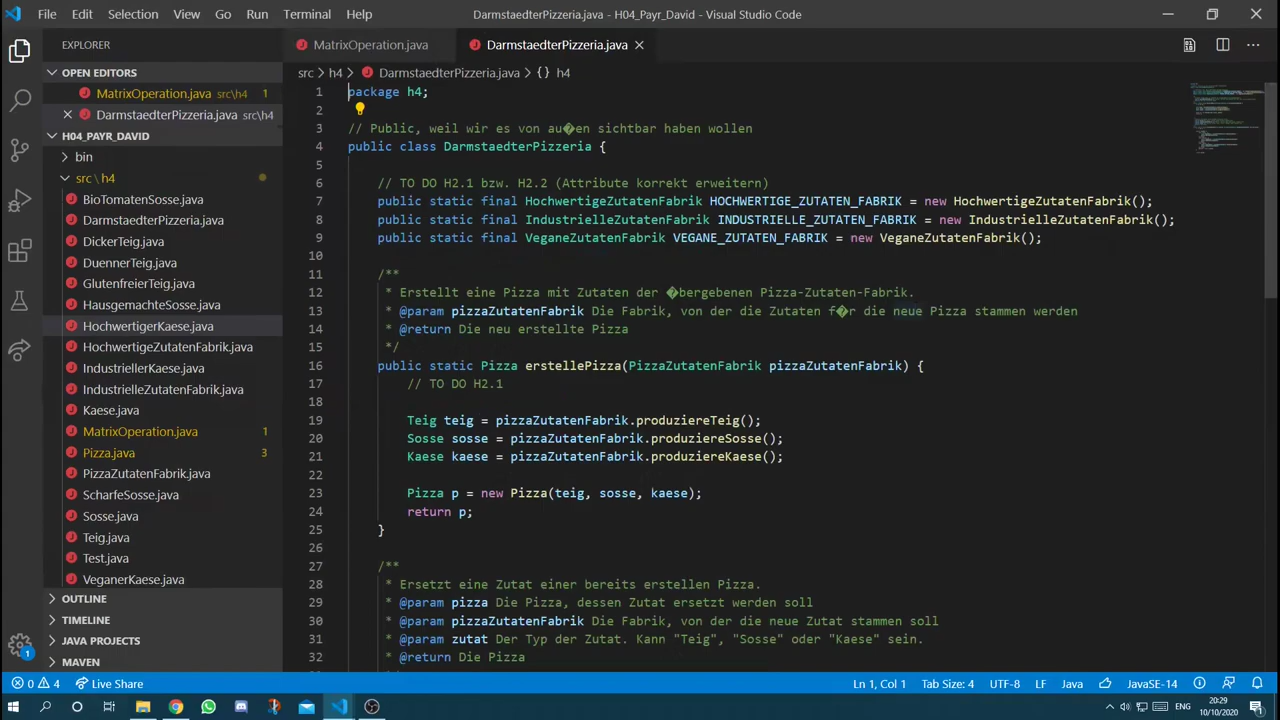 File Edit Selection View Go Run Terminal Help
DarmstaedterPizzeria.java - H04_Payr_David - Visual Studio Code
EXPLORER
OPEN EDITORS
MatrixOperation.java src\h4 1
DarmstaedterPizzeria.java src\h4
H04_PAYR_DAVID
bin
src\h4
BioTomatenSosse.java
DarmstaedterPizzeria.java
DickerTeig.java
DuennerTeig.java
GlutenfreierTeig.java
HausgemachteSosse.java
HochwertigerKaese.java
HochwertigeZutatenFabrik.java
IndustriellerKaese.java
IndustrielleZutatenFabrik.java
Kaese.java
MatrixOperation.java 1
Pizza.java 3
PizzaZutatenFabrik.java
ScharfeSosse.java
Sosse.java
Teig.java
Test.java
VeganerKaese.java
OUTLINE
TIMELINE
JAVA PROJECTS
MAVEN
MatrixOperation.java
DarmstaedterPizzeria.java
src > h4 > DarmstaedterPizzeria.java > {} h4
1 package h4;
2
3 // Public, weil wir es von au�en sichtbar haben wollen
4 public class DarmstaedterPizzeria {
5
6 // TO DO H2.1 bzw. H2.2 (Attribute korrekt erweitern)
7 public static final HochwertigeZutatenFabrik HOCHWERTIGE_ZUTATEN_FABRIK = new HochwertigeZutatenFabrik();
8 public static final IndustrielleZutatenFabrik INDUSTRIELLE_ZUTATEN_FABRIK = new IndustrielleZutatenFabrik();
9 public static final VeganeZutatenFabrik VEGANE_ZUTATEN_FABRIK = new VeganeZutatenFabrik();
10
11 /**
12 * Erstellt eine Pizza mit Zutaten der �bergebenen Pizza-Zutaten-Fabrik.
13 * @param pizzaZutatenFabrik Die Fabrik, von der die Zutaten f�r die neue Pizza stammen werden
14 * @return Die neu erstellte Pizza
15 */
16 public static Pizza erstellePizza(PizzaZutatenFabrik pizzaZutatenFabrik) {
17 // TO DO H2.1
18
19 Teig teig = pizzaZutatenFabrik.produziereTeig();
20 Sosse sosse = pizzaZutatenFabrik.produziereSosse();
21 Kaese kaese = pizzaZutatenFabrik.produziereKaese();
22
23 Pizza p = new Pizza(teig, sosse, kaese);
24 return p;
25 }
26
27 /**
28 * Ersetzt eine Zutat einer bereits erstellen Pizza.
29 * @param pizza Die Pizza, dessen Zutat ersetzt werden soll
30 * @param pizzaZutatenFabrik Die Fabrik, von der die neue Zutat stammen soll
31 * @param zutat Der Typ der Zutat. Kann "Teig", "Sosse" oder "Kaese" sein.
32 * @return Die Pizza
0 4 Live Share
Ln 1, Col 1 Tab Size: 4 UTF-8 LF Java JavaSE-14
1
ENG
20:29
10/10/2020
1